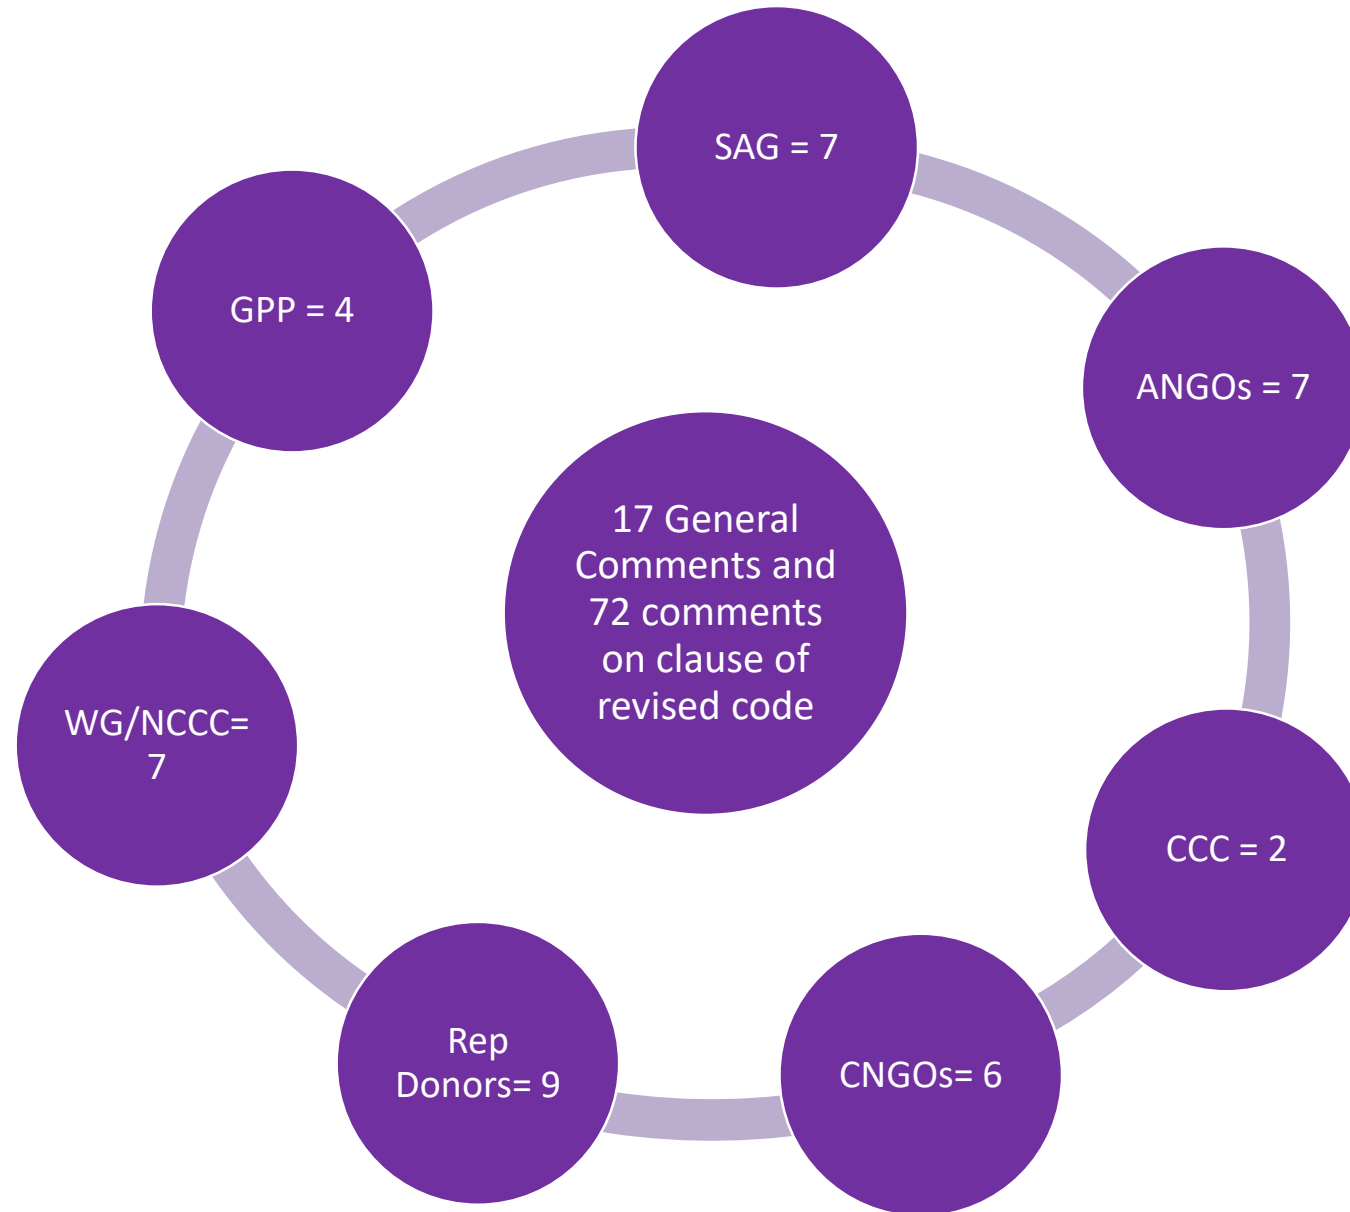 SAG = 7
GPP = 4
ANGOs = 7
17 General
Comments and
72 comments
on clause of
revised code
WG/NCCC=
7
CCC = 2
Rep
Donors= 9
CNGOs= 6